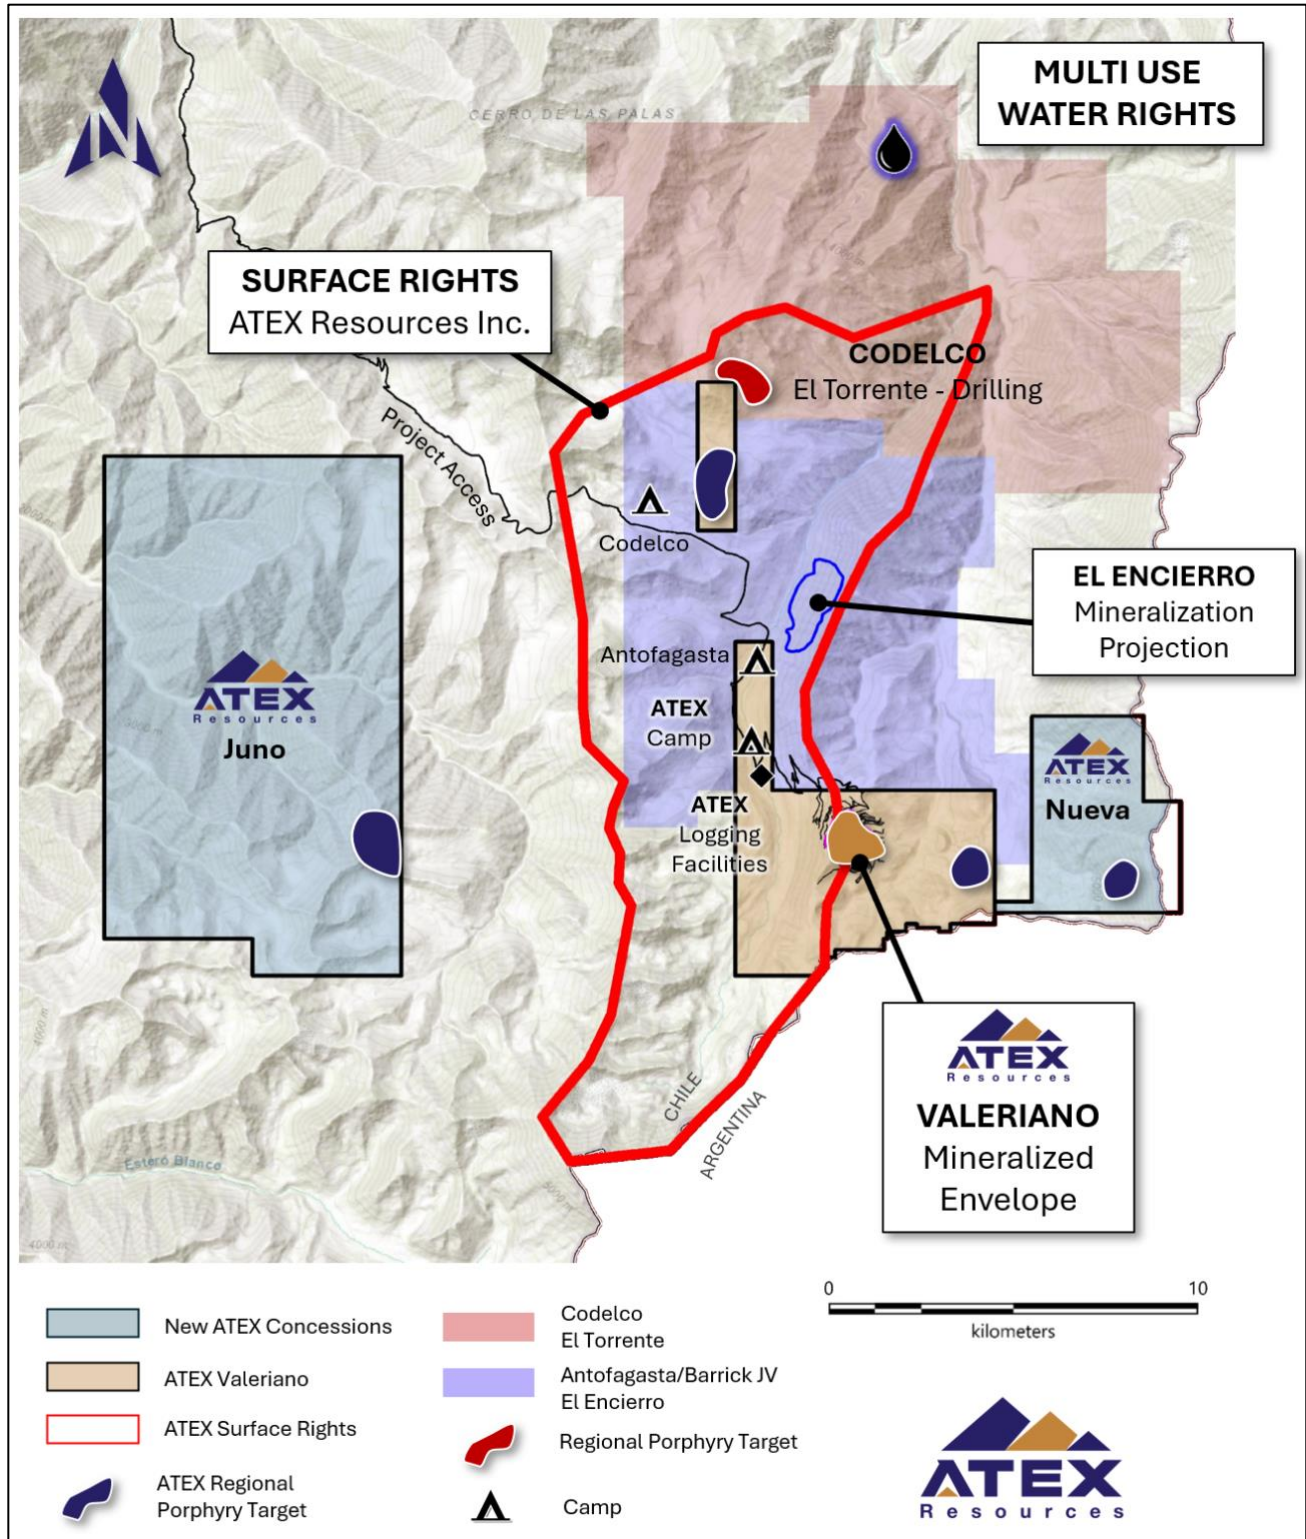 MULTI USE
WATER RIGHTS
CERRO DE LAS PALAS
SURFACE RIGHTS
ATEX Resources Inc.
CODELCO
El Torrente - Drilling
Project Access
Codelco
EL ENCIERRO
Mineralization
Projection
Antofagasta
ATEX
Resources
Juno
ATEX
Camp
ATEX
Resources
Nueva
ATEX
Logging
Facilities
ATEX
Resources
VALERIANO
Mineralized
Envelope
CHILE
ARGENTINA
Estero Blanco
4000 m
4000 m
0 10
kilometers
New ATEX Concessions
ATEX Valeriano
ATEX Surface Rights
ATEX Regional
Porphyry Target
Codelco
El Torrente
Antofagasta/Barrick JV
El Encierro
Regional Porphyry Target
Camp
ATEX
Resources